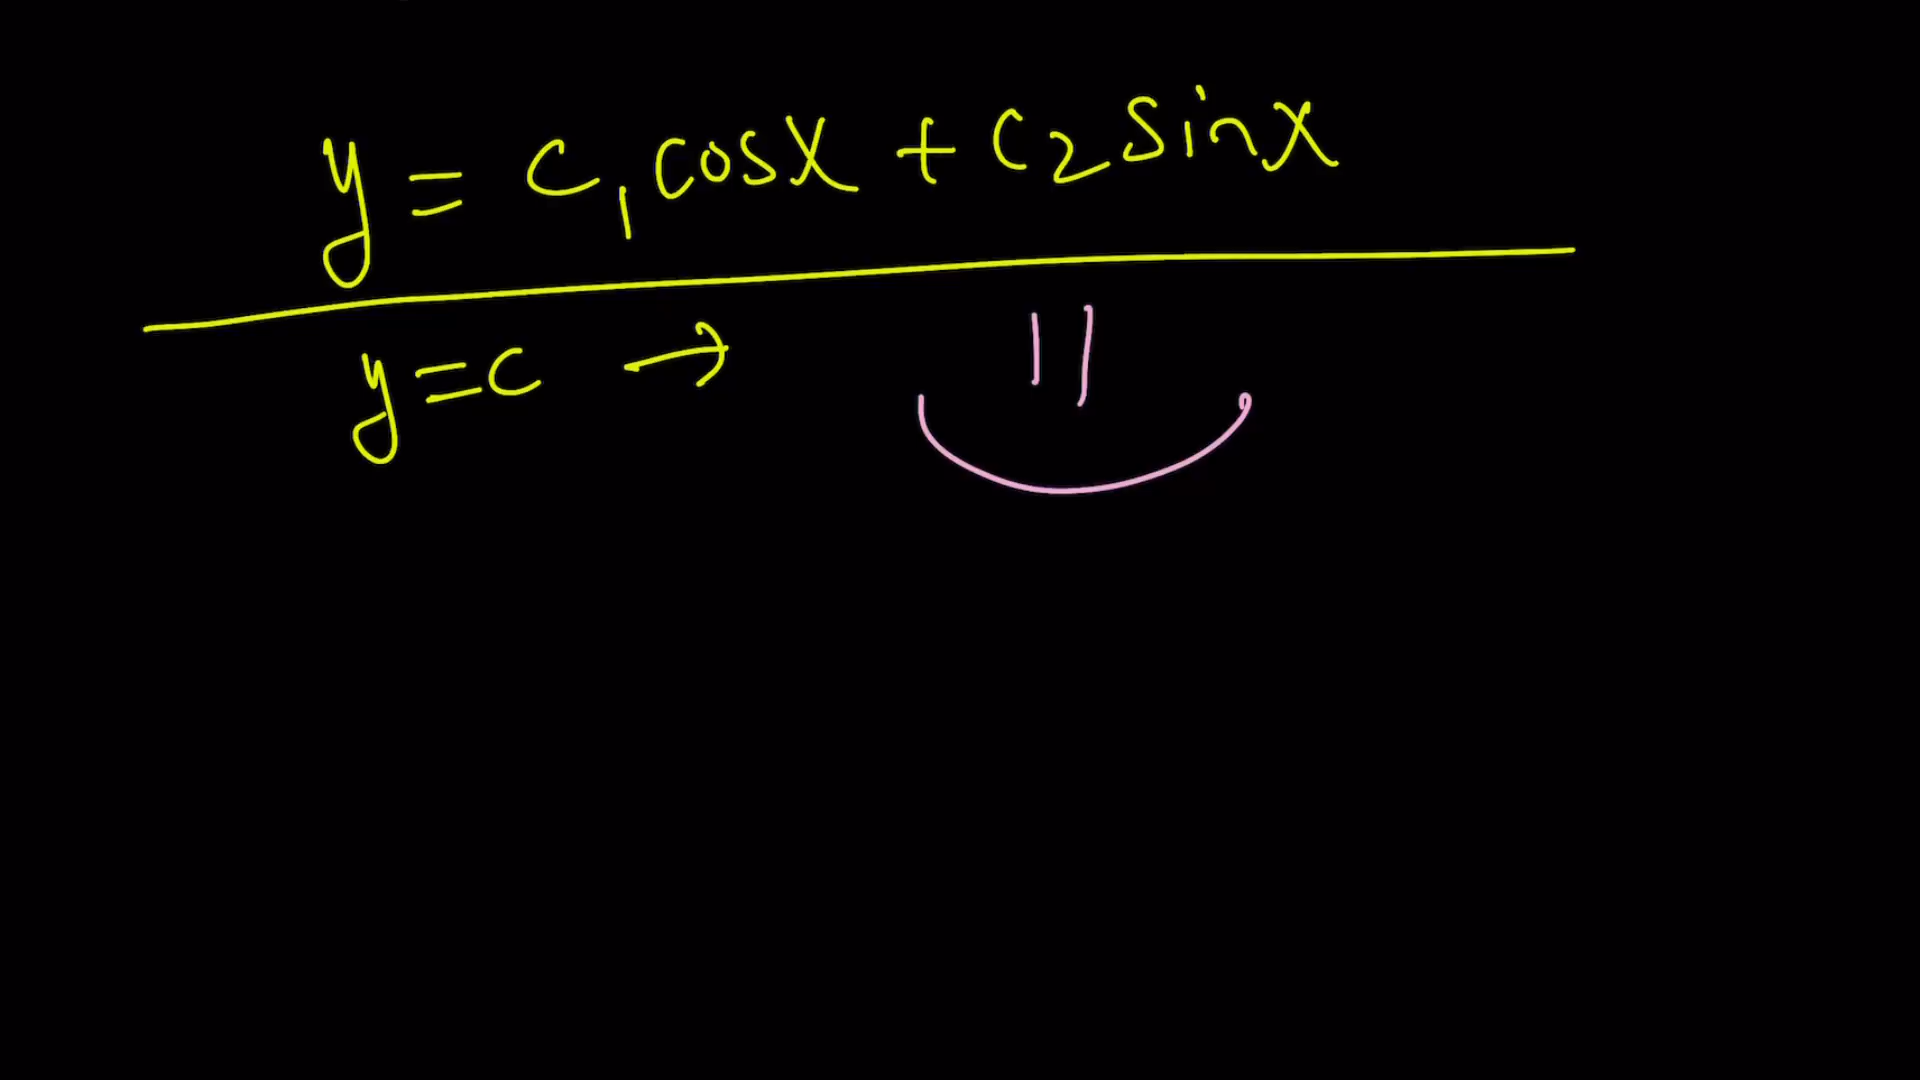 y = c₁cosx + c₂sinx
y=c →